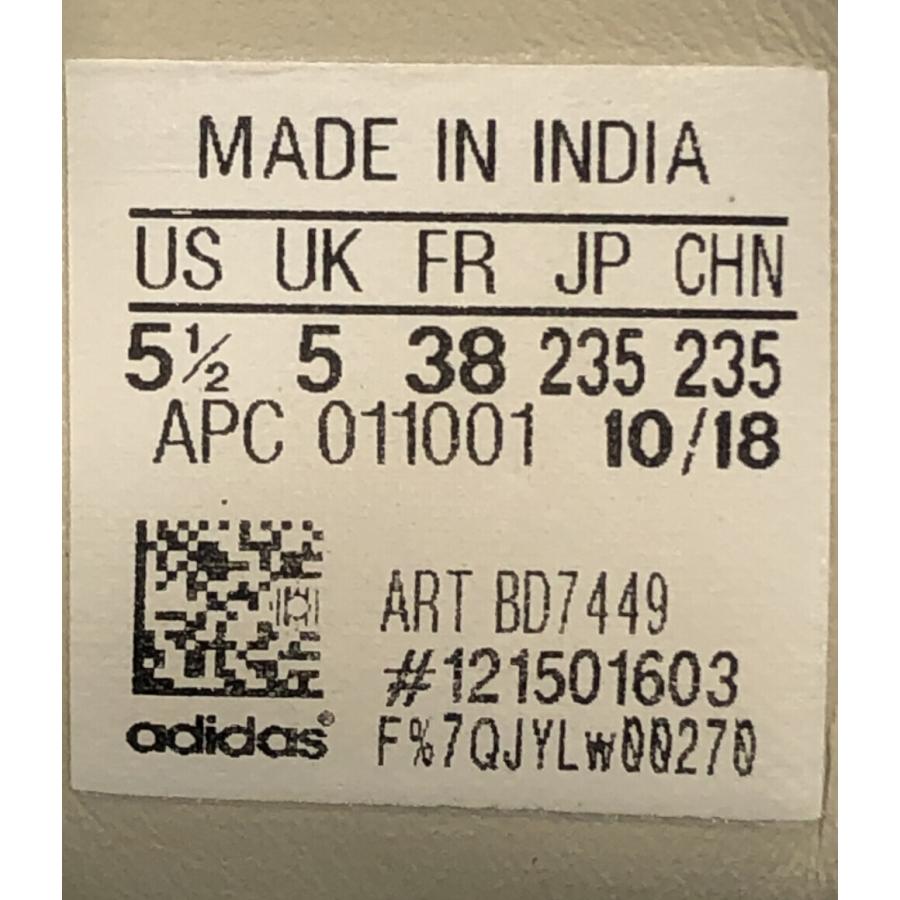 MADE IN INDIA
US UK FR JP CHN
5½ 5 38 235 235
APC 011001 10/18
ART BD7449
#121501603
adidas®
F%7QJYLw00270